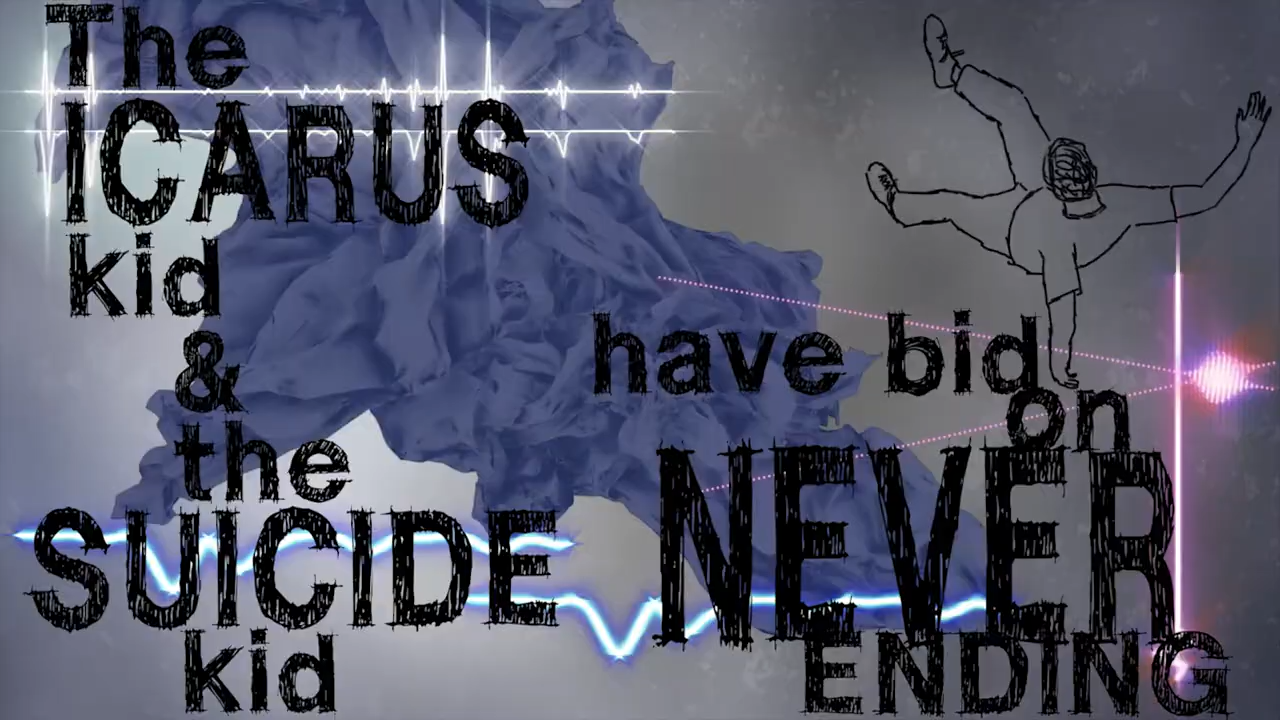 The
ICARUS
kid
&
the
SUICIDE
kid
have bid
on
NEVER
ENDING